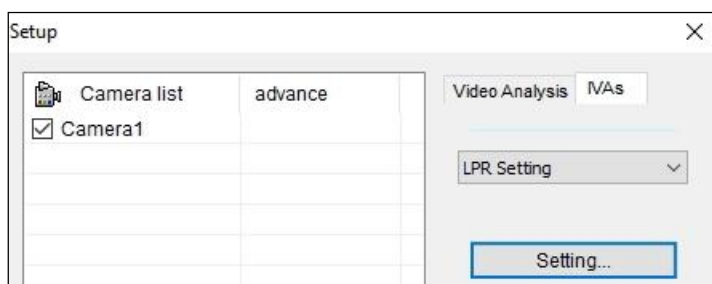 Setup
Camera list advance
Camera1
Video Analysis IVAs
LPR Setting
Setting...